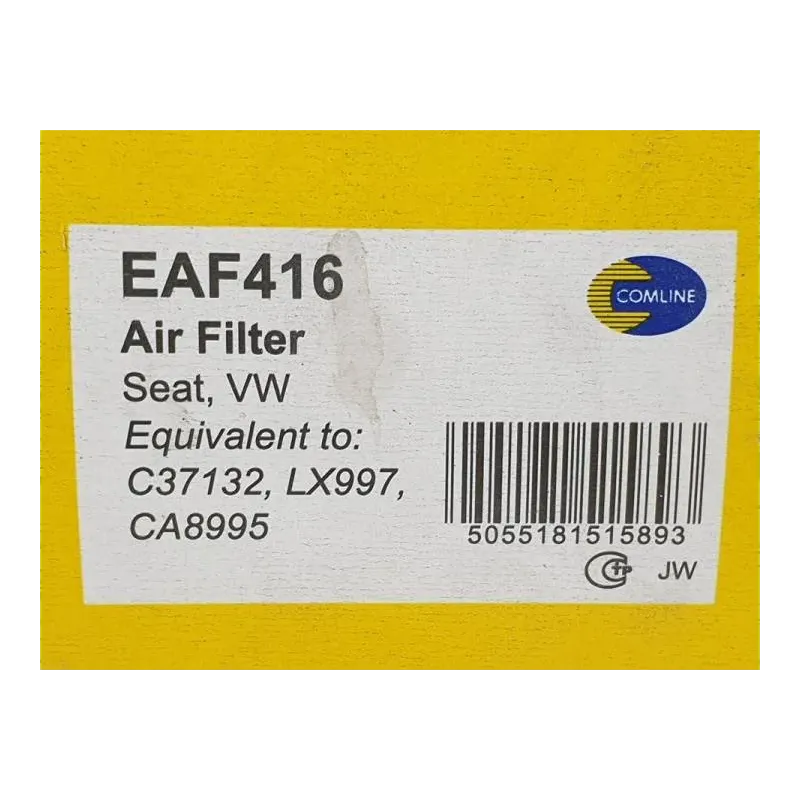 EAF416
COMLINE
Air Filter
Seat, VW
Equivalent to:
C37132, LX997,
CA8995
5055181515893
JW